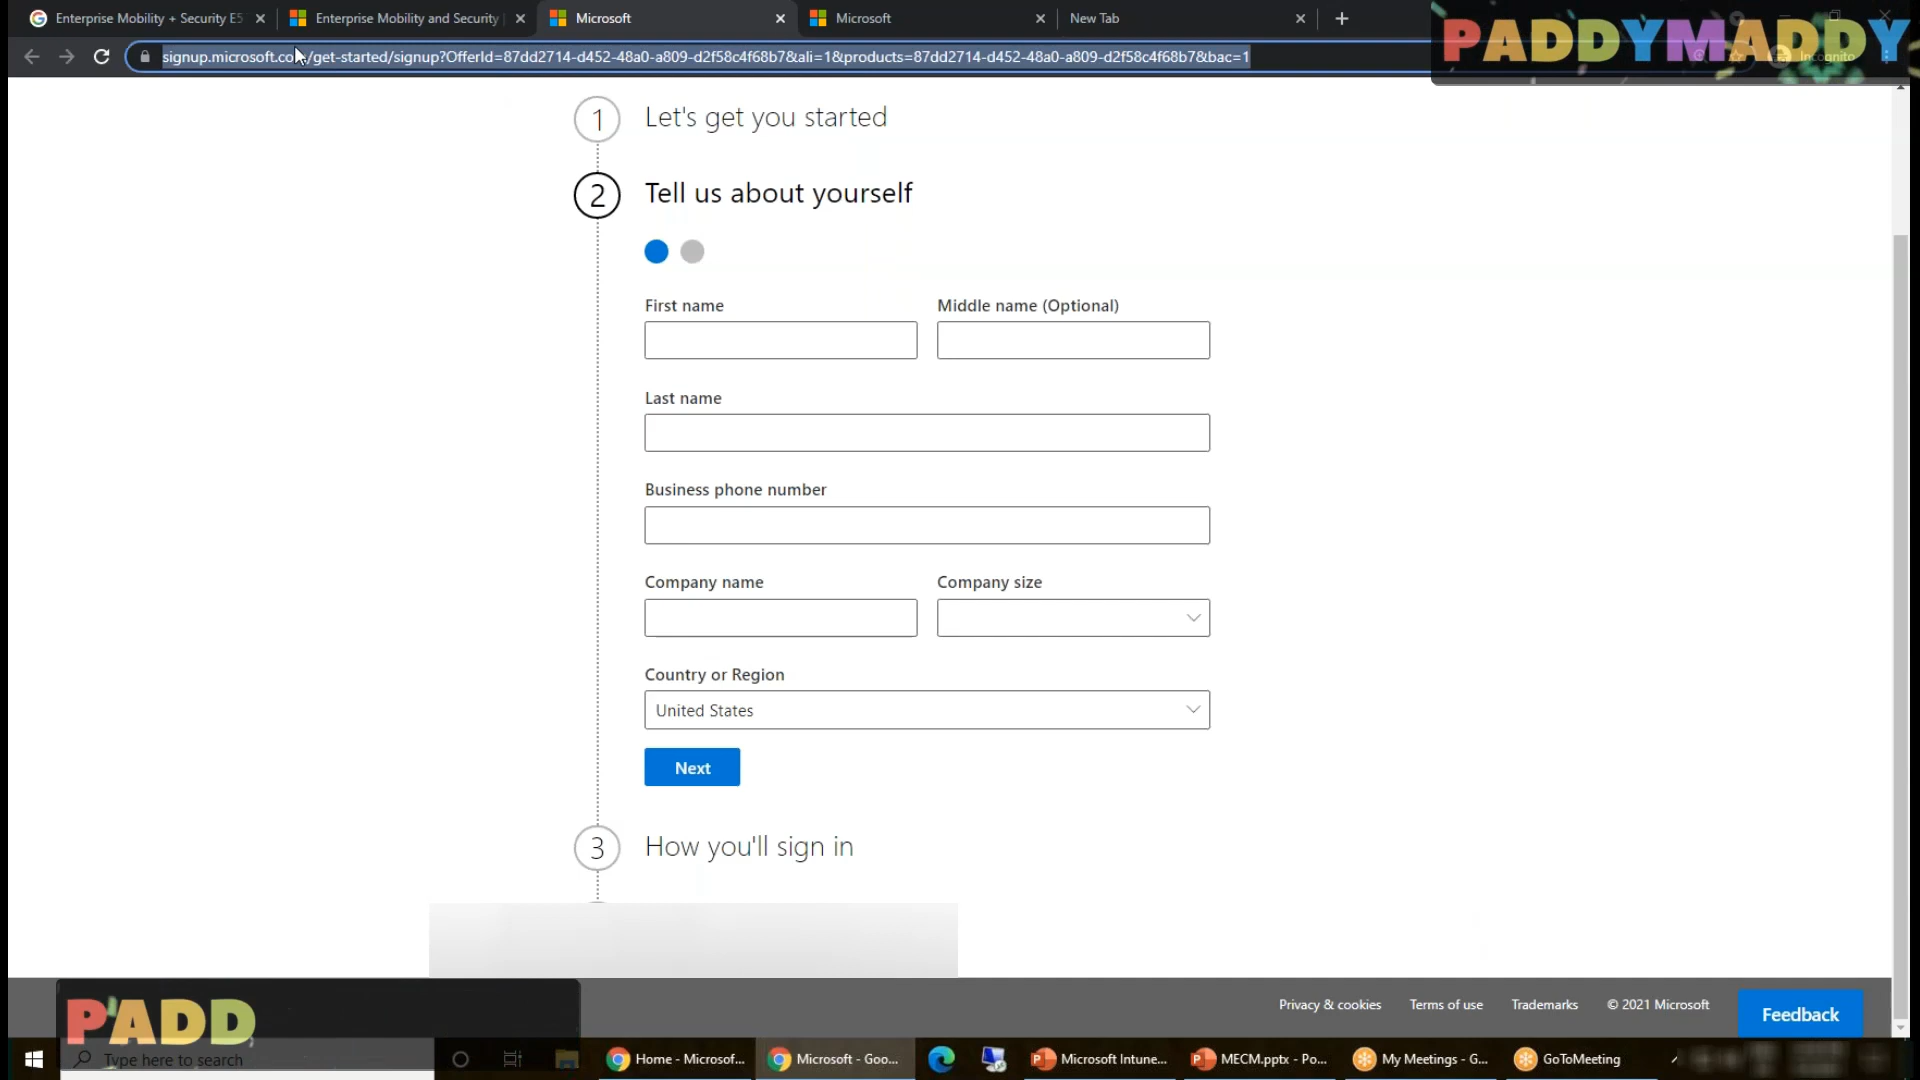 Enterprise Mobility + Security E5
Enterprise Mobility and Security
Microsoft
Microsoft
New Tab
PADDYMADDY
signup.microsoft.co /get-started/signup?OfferId=87dd2714-d452-48a0-a809-d2f58c4f68b7&ali=1&products=87dd2714-d452-48a0-a809-d2f58c4f68b7&bac=1
Incognito
1 Let's get you started
2 Tell us about yourself
First name Middle name (Optional)
Last name
Business phone number
Company name Company size
Country or Region
United States
Next
3 How you'll sign in
Privacy & cookies Terms of use Trademarks © 2021 Microsoft
Feedback
PADD
Type here to search
Home - Microsof...
Microsoft - Goo...
Microsoft Intune...
MECM.pptx - Po...
My Meetings - G...
GoToMeeting